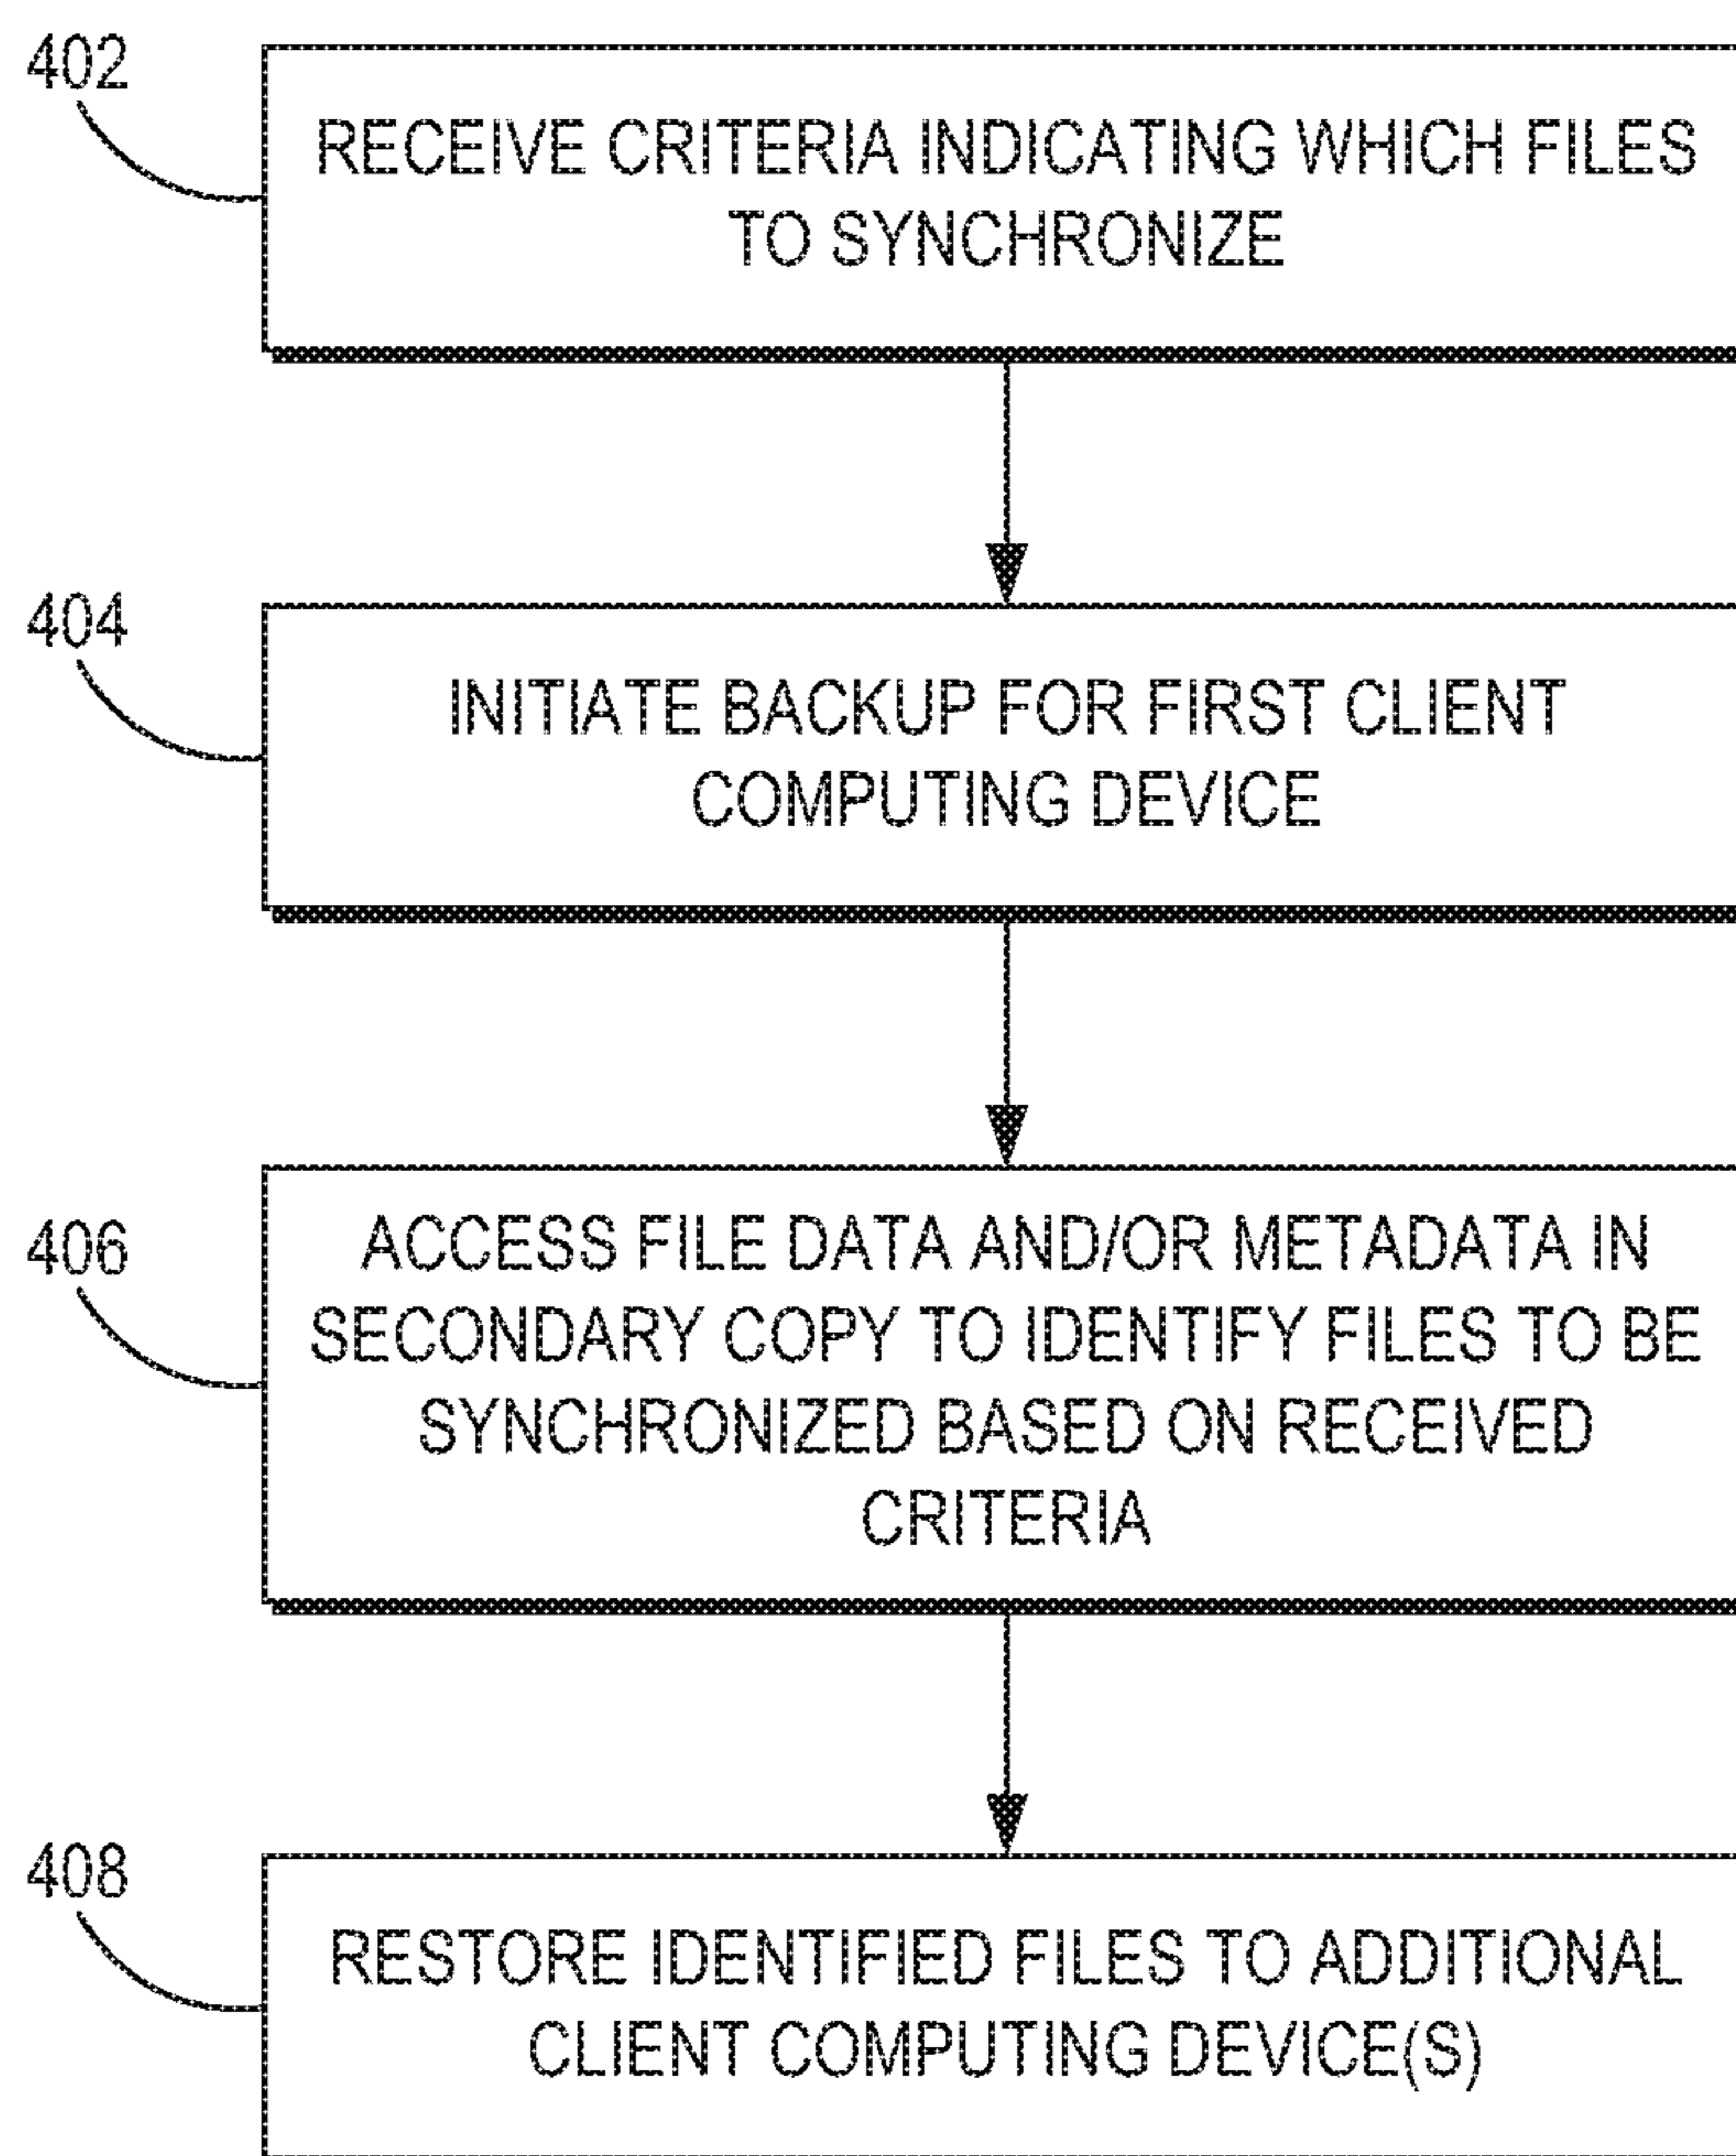 402
RECEIVE CRITERIA INDICATING WHICH FILES
TO SYNCHRONIZE
404
INITIATE BACKUP FOR FIRST CLIENT
COMPUTING DEVICE
406
ACCESS FILE DATA AND/OR METADATA IN
SECONDARY COPY TO IDENTIFY FILES TO BE
SYNCHRONIZED BASED ON RECEIVED
CRITERIA
408
RESTORE IDENTIFIED FILES TO ADDITIONAL
CLIENT COMPUTING DEVICE(S)